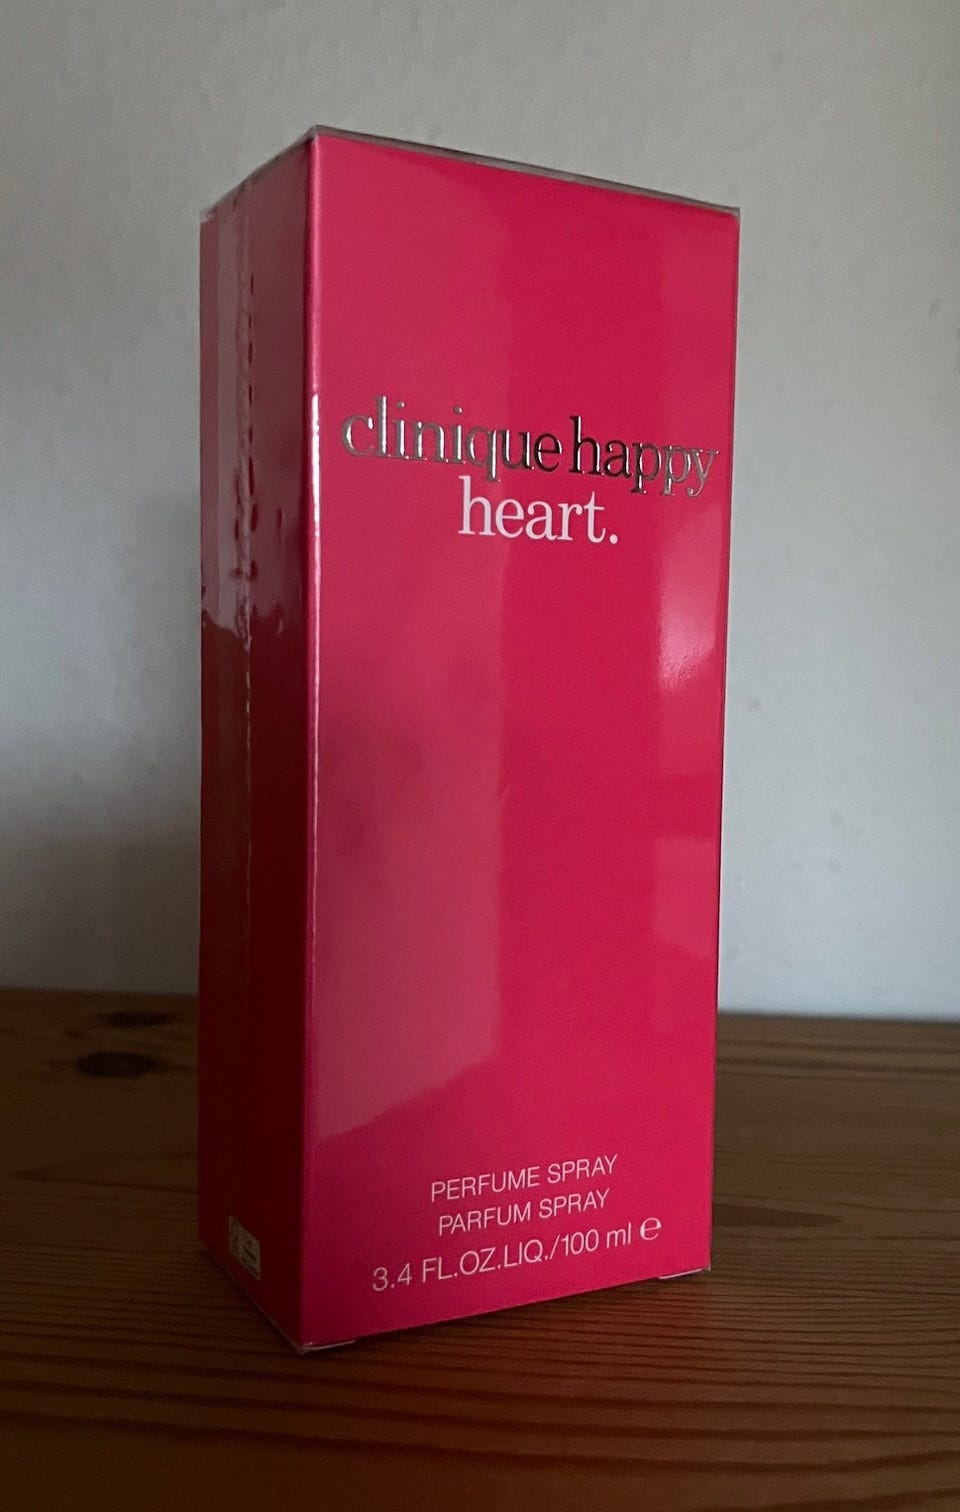 clinique happy
heart.
PERFUME SPRAY
PARFUM SPRAY
3.4 FL.OZ.LIQ./100 ml ℮